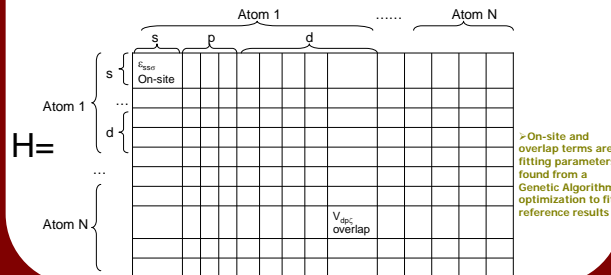 Atom 1 ...... Atom N
s p d
s
εssσ
On-site
Atom 1
...
d
H=
...
Atom N
Vdpζ
overlap
➢On-site and
overlap terms are
fitting parameters
found from a
Genetic Algorithm
optimization to fi
reference results